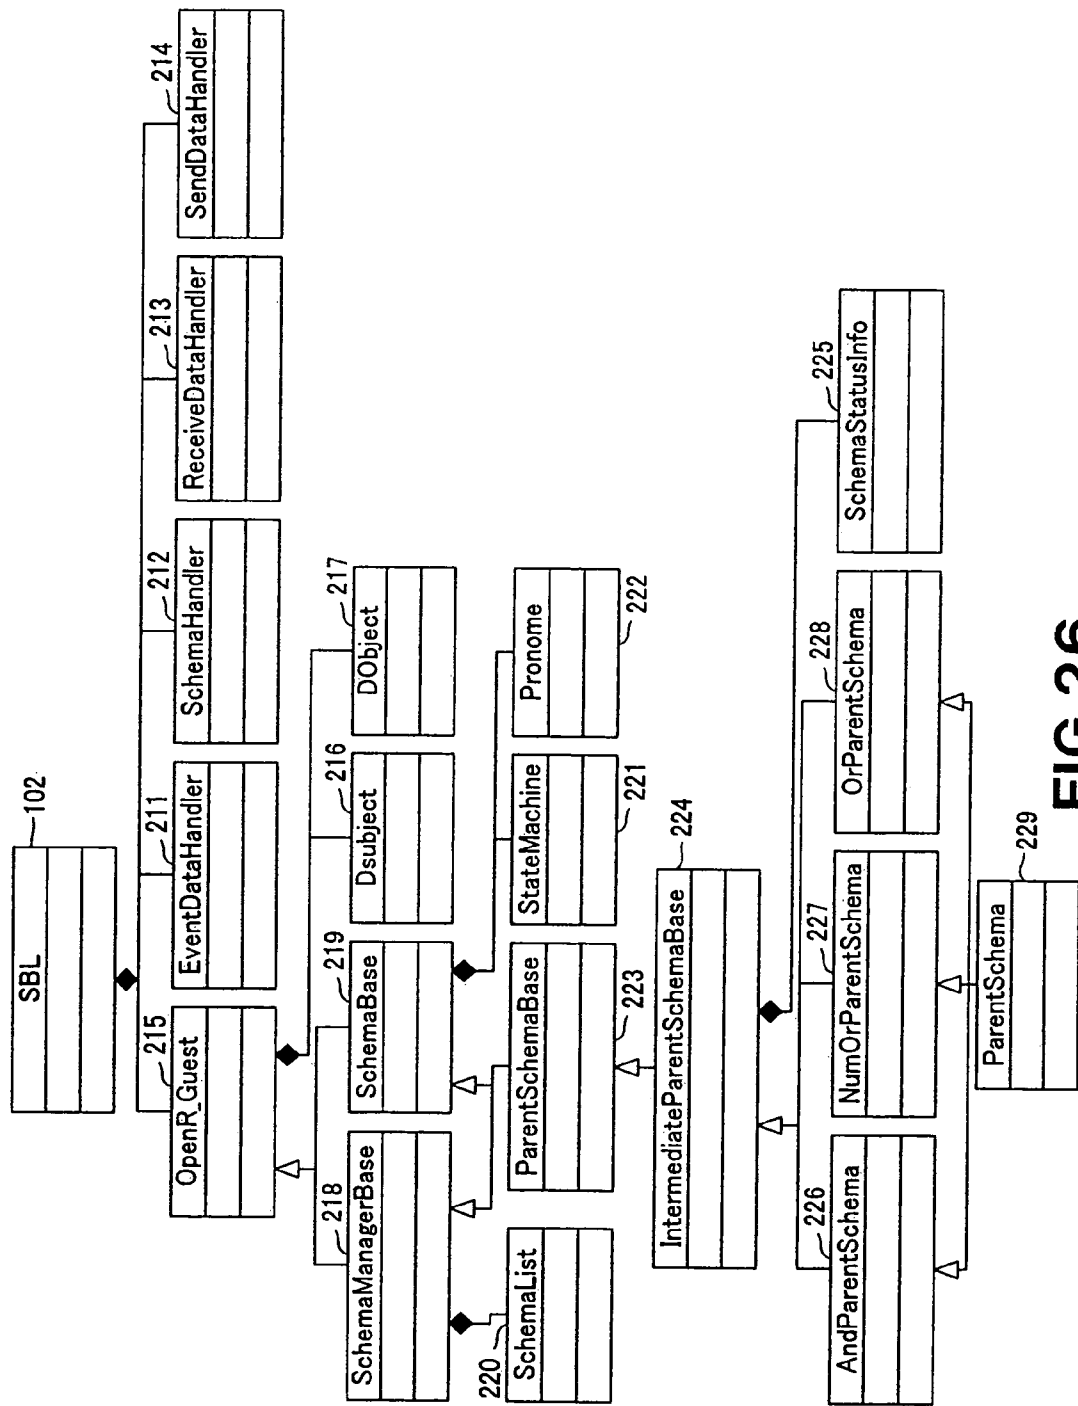 SBL
102
215
OpenR_Guest
211
EventDataHandler
212
SchemaHandler
213
ReceiveDataHandler
214
SendDataHandler
218
SchemaManagerBase
219
SchemaBase
216
Dsubject
217
DObject
220
SchemaList
ParentSchemaBase
223
StateMachine
221
Pronome
222
IntermediateParentSchemaBase
224
226
AndParentSchema
227
NumOrParentSchema
228
OrParentSchema
225
SchemaStatusInfo
ParentSchema
229
FIG.26